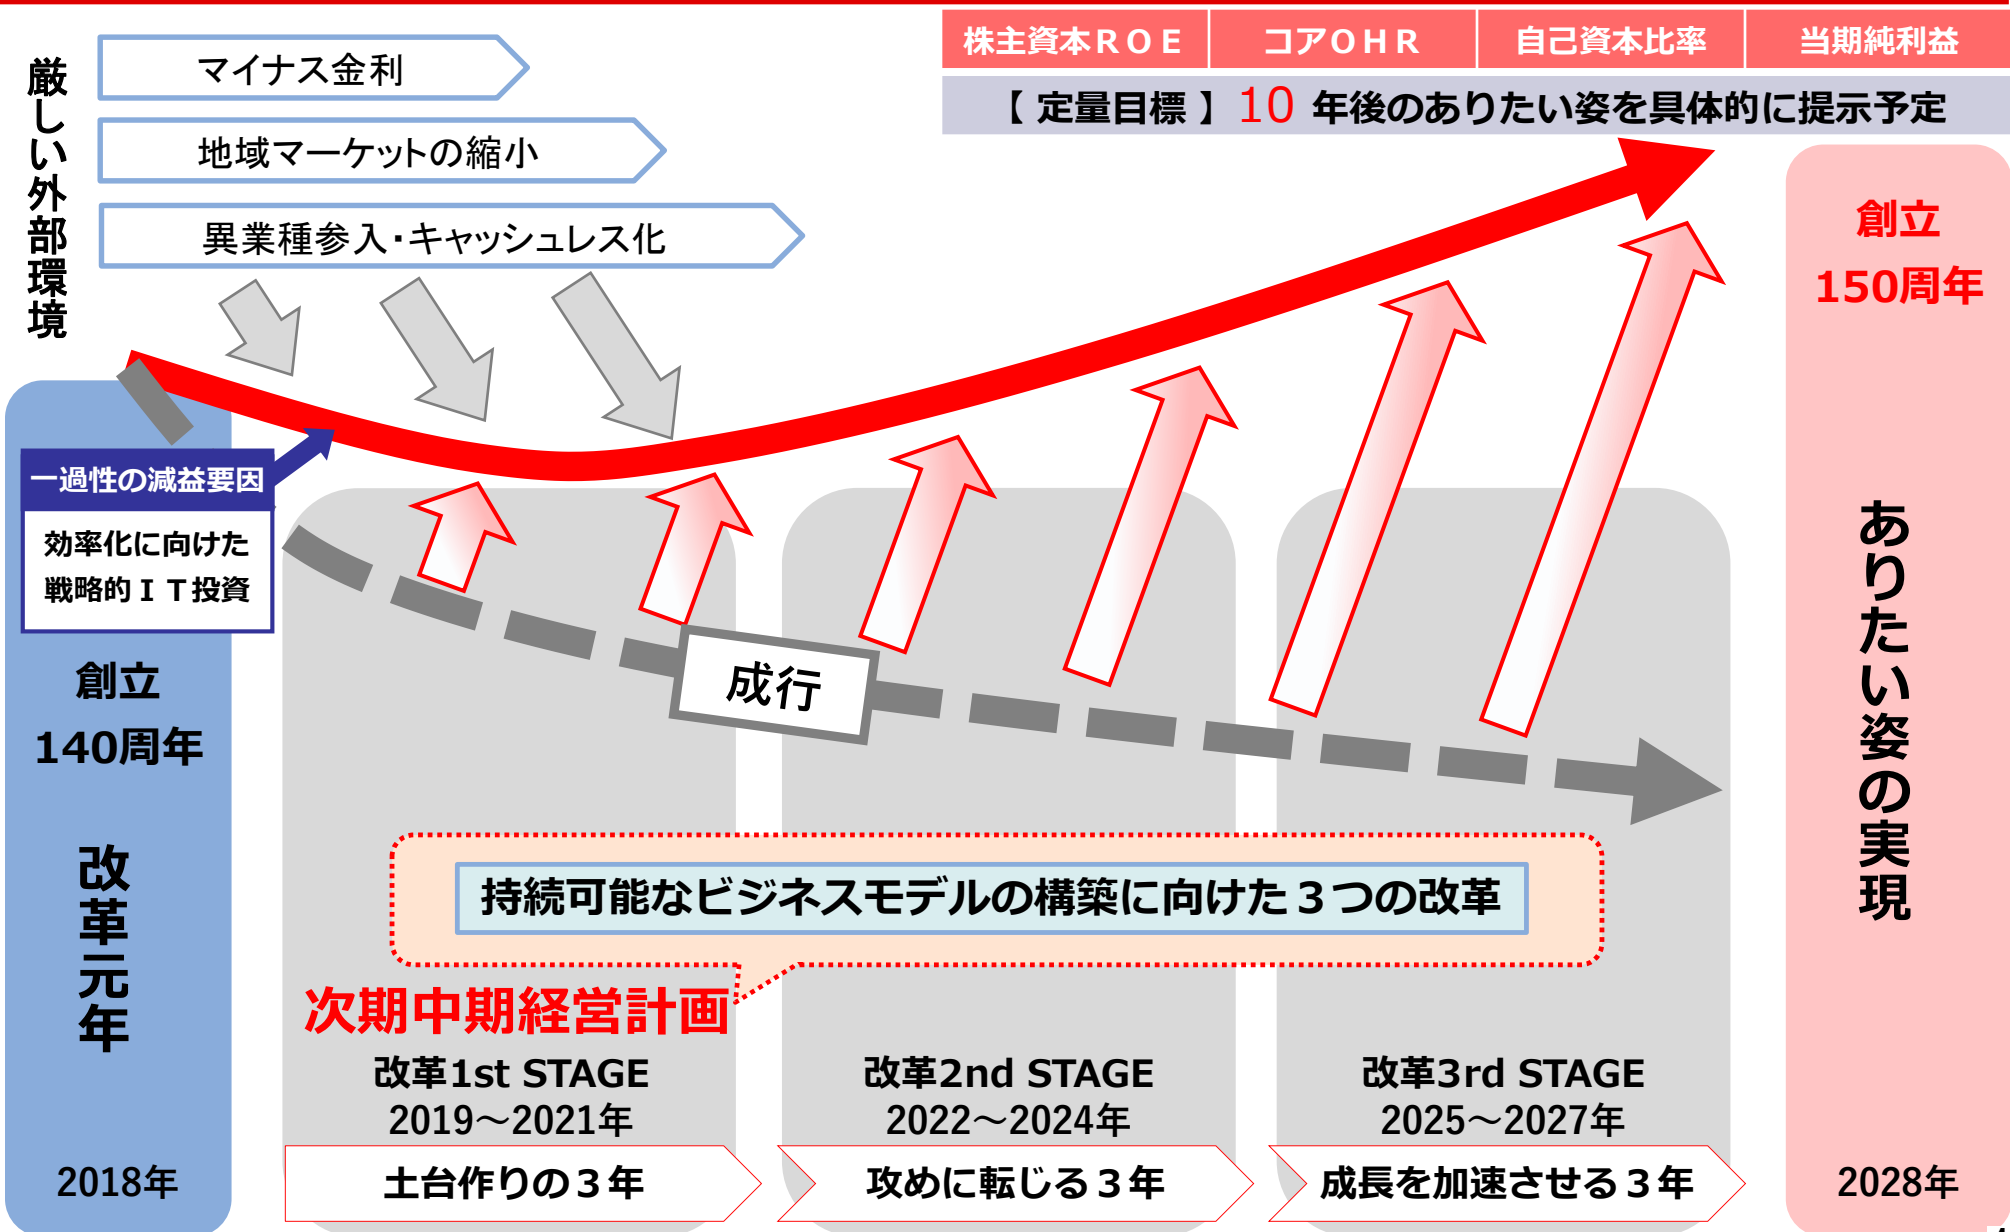 株主資本ＲＯＥ
コアＯＨＲ
自己資本比率
当期純利益
【 定量目標 】 10 年後のありたい姿を具体的に提示予定
厳しい外部環境
マイナス金利
地域マーケットの縮小
異業種参入・キャッシュレス化
一過性の減益要因
効率化に向けた
戦略的ＩＴ投資
創立
140周年
改革元年
2018年
成行
持続可能なビジネスモデルの構築に向けた３つの改革
次期中期経営計画
改革1st STAGE
2019～2021年
土台作りの３年
改革2nd STAGE
2022～2024年
攻めに転じる３年
改革3rd STAGE
2025～2027年
成長を加速させる３年
創立
150周年
ありたい姿の実現
2028年